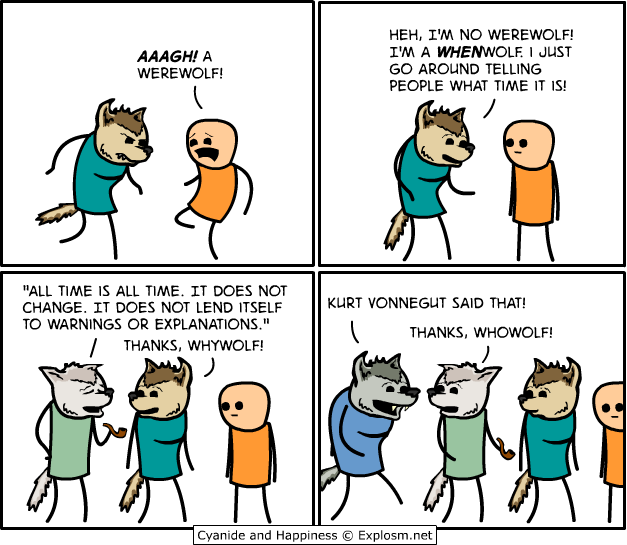 AAAGH! A
WEREWOLF!
HEH, I'M NO WEREWOLF!
I'M A WHENWOLF. I JUST
GO AROUND TELLING
PEOPLE WHAT TIME IT IS!
"ALL TIME IS ALL TIME. IT DOES NOT
CHANGE. IT DOES NOT LEND ITSELF
TO WARNINGS OR EXPLANATIONS."
THANKS, WHYWOLF!
KURT VONNEGUT SAID THAT!
THANKS, WHOWOLF!
Cyanide and Happiness © Explosm.net